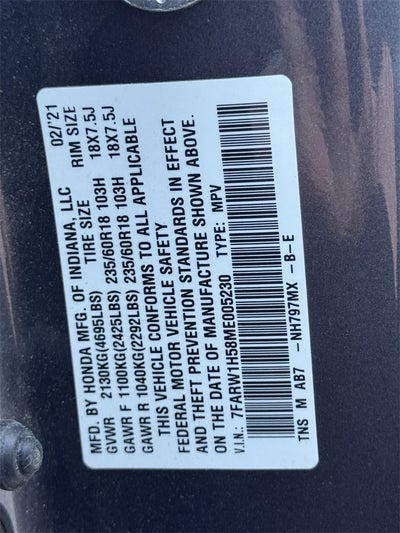 MFD. BY HONDA MFG. OF INDIANA, LLC 02/'21
GVWR 2130KG(4695LBS) TIRE SIZE RIM SIZE
GAWR F 1100KG(2425LBS) 235/60R18 103H 18X7.5J
GAWR R 1040KG(2292LBS) 235/60R18 103H 18X7.5J
THIS VEHICLE CONFORMS TO ALL APPLICABLE
FEDERAL MOTOR VEHICLE SAFETY
AND THEFT PREVENTION STANDARDS IN EFFECT
ON THE DATE OF MANUFACTURE SHOWN ABOVE.
V.I.N.: 7FARW1H58ME005230 TYPE: MPV
TNS M AB7 -NH797MX -B-E